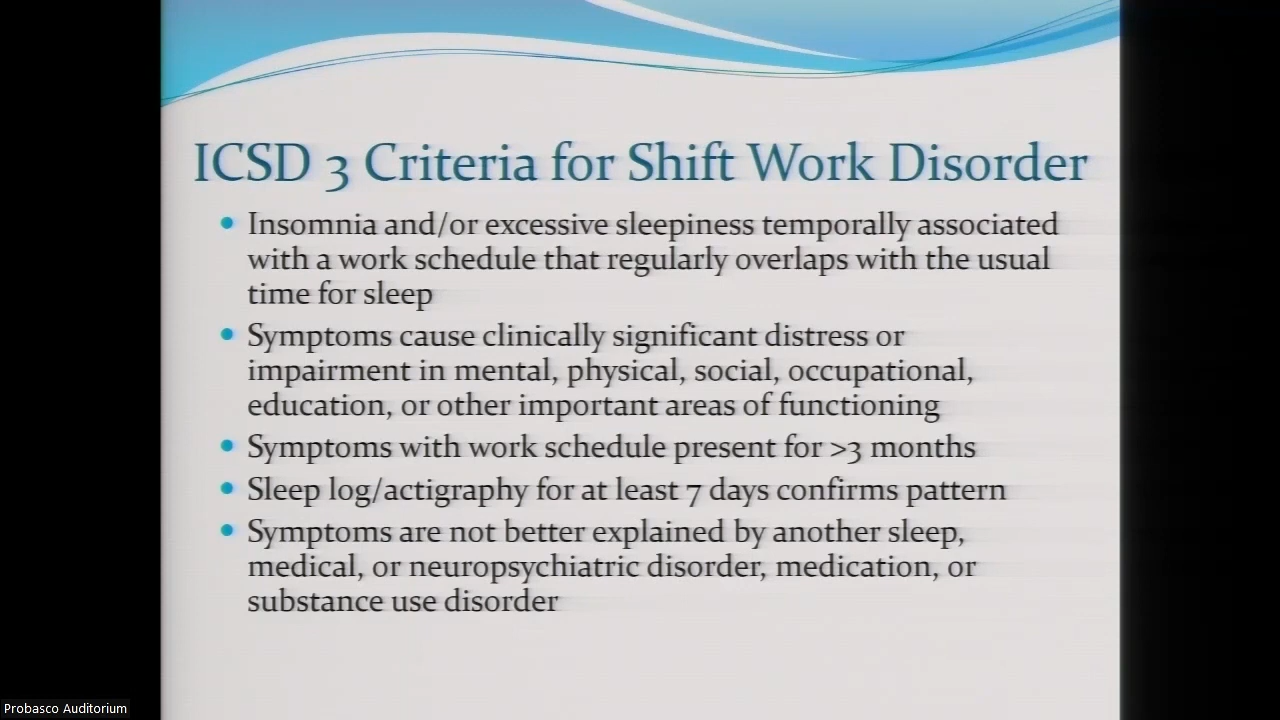 ICSD 3 Criteria for Shift Work Disorder
• Insomnia and/or excessive sleepiness temporally associated
with a work schedule that regularly overlaps with the usual
time for sleep
• Symptoms cause clinically significant distress or
impairment in mental, physical, social, occupational,
education, or other important areas of functioning
• Symptoms with work schedule present for >3 months
• Sleep log/actigraphy for at least 7 days confirms pattern
• Symptoms are not better explained by another sleep,
medical, or neuropsychiatric disorder, medication, or
substance use disorder
Probasco Auditorium